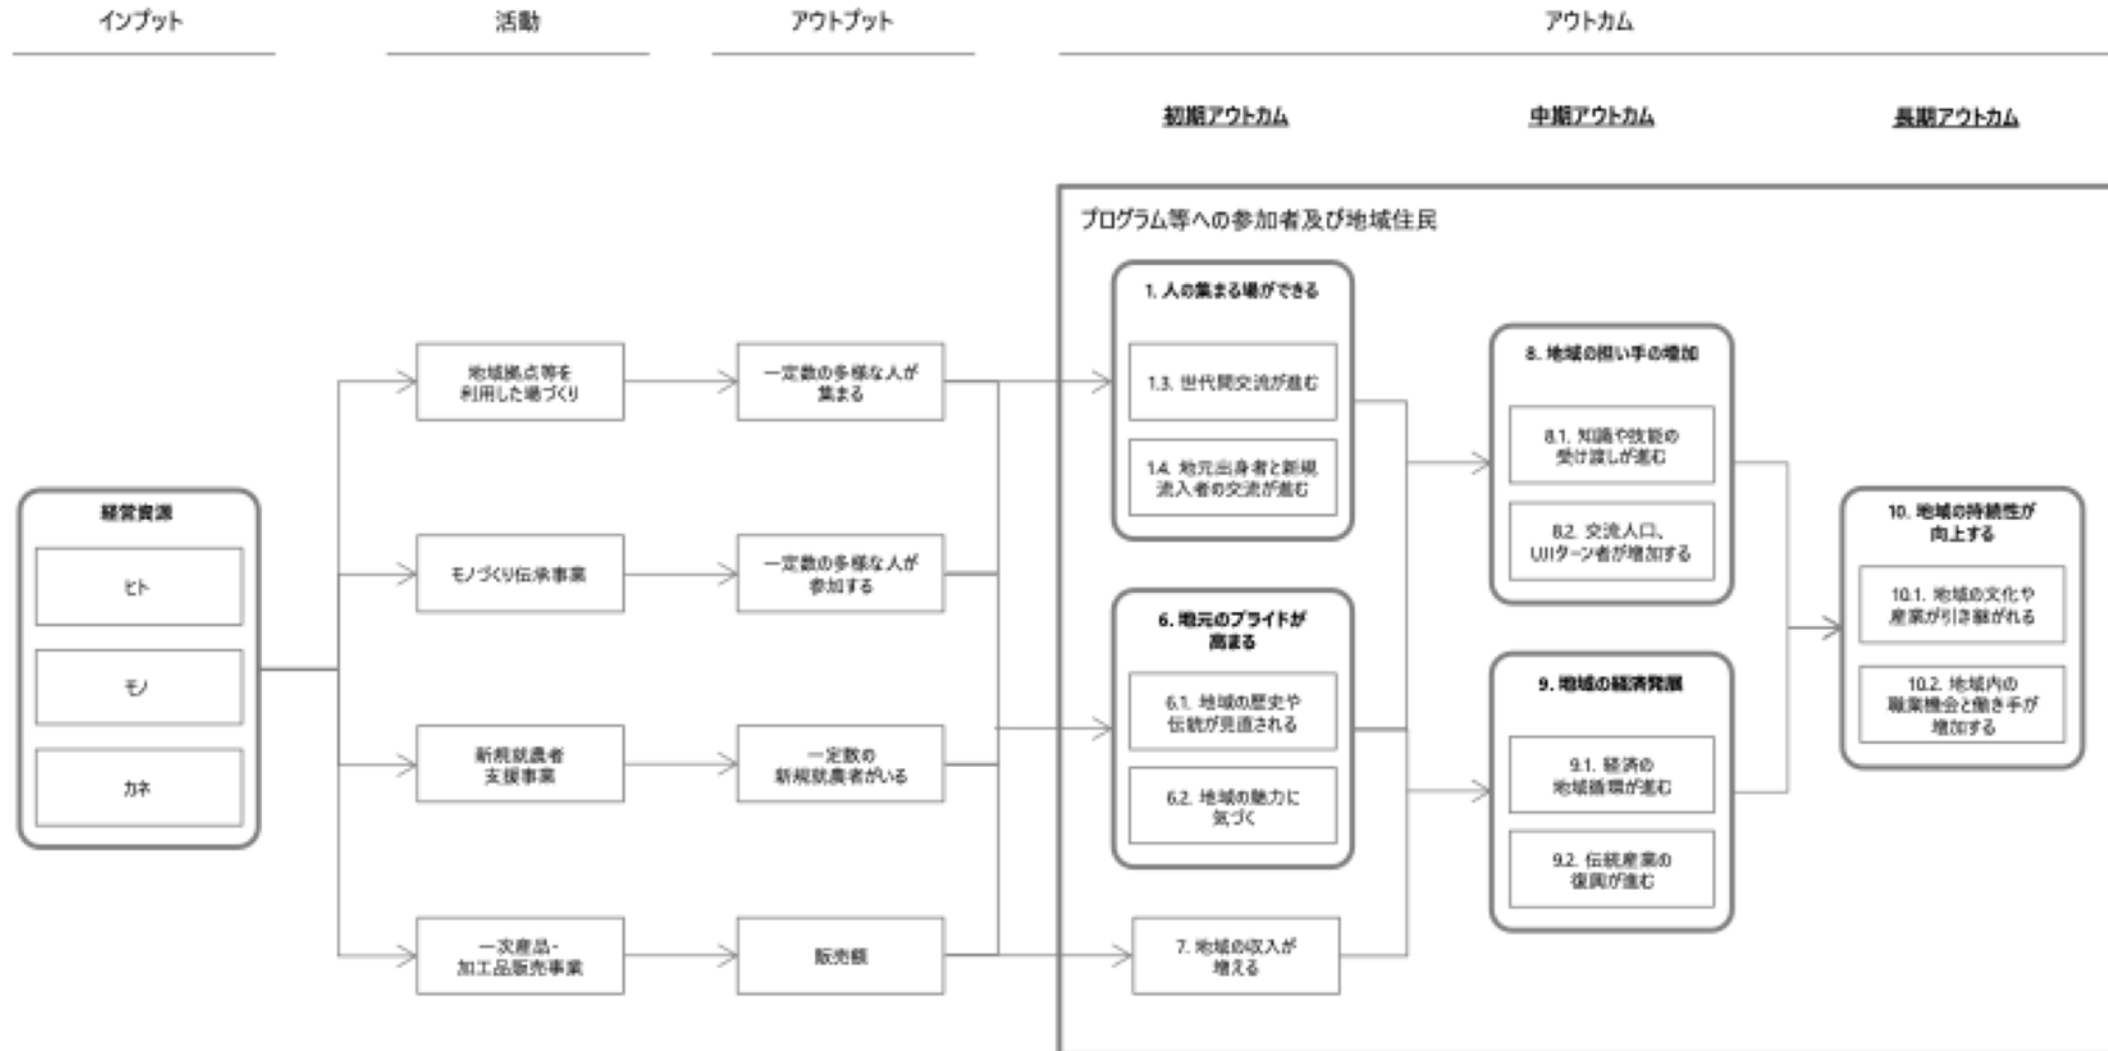 インプット
活動
アウトプット
アウトカム
初期アウトカム
中期アウトカム
長期アウトカム
プログラム等への参加者及び地域住民
経営資源
ヒト
モノ
カネ
地域拠点等を
利用した場づくり
モノづくり伝承事業
新規就農者
支援事業
一次産品・
加工品販売事業
一定数の多様な人が
集まる
一定数の多様な人が
参加する
一定数の
新規就農者がいる
販売額
1. 人の集まる場ができる
1.3. 世代間交流が進む
1.4. 地元出身者と新規
流入者の交流が進む
6. 地元のプライドが
高まる
6.1. 地域の歴史や
伝統が見直される
6.2. 地域の魅力に
気づく
7. 地域の収入が
増える
8. 地域の担い手の増加
8.1. 知識や技能の
受け渡しが進む
8.2. 交流人口、
UJIターン者が増加する
9. 地域の経済発展
9.1. 経済の
地域循環が進む
9.2. 伝統産業の
復興が進む
10. 地域の持続性が
向上する
10.1. 地域の文化や
産業が引き継がれる
10.2. 地域内の
職業機会と働き手が
増加する